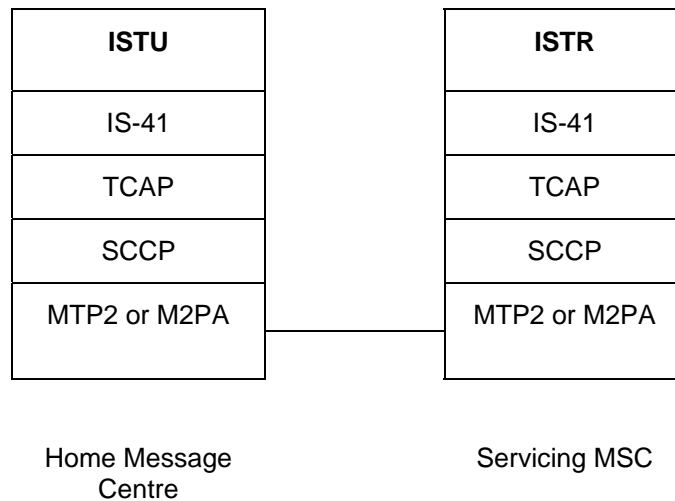 ISTU
IS-41
TCAP
SCCP
MTP2 or M2PA
Home Message
Centre
ISTR
IS-41
TCAP
SCCP
MTP2 or M2PA
Servicing MSC